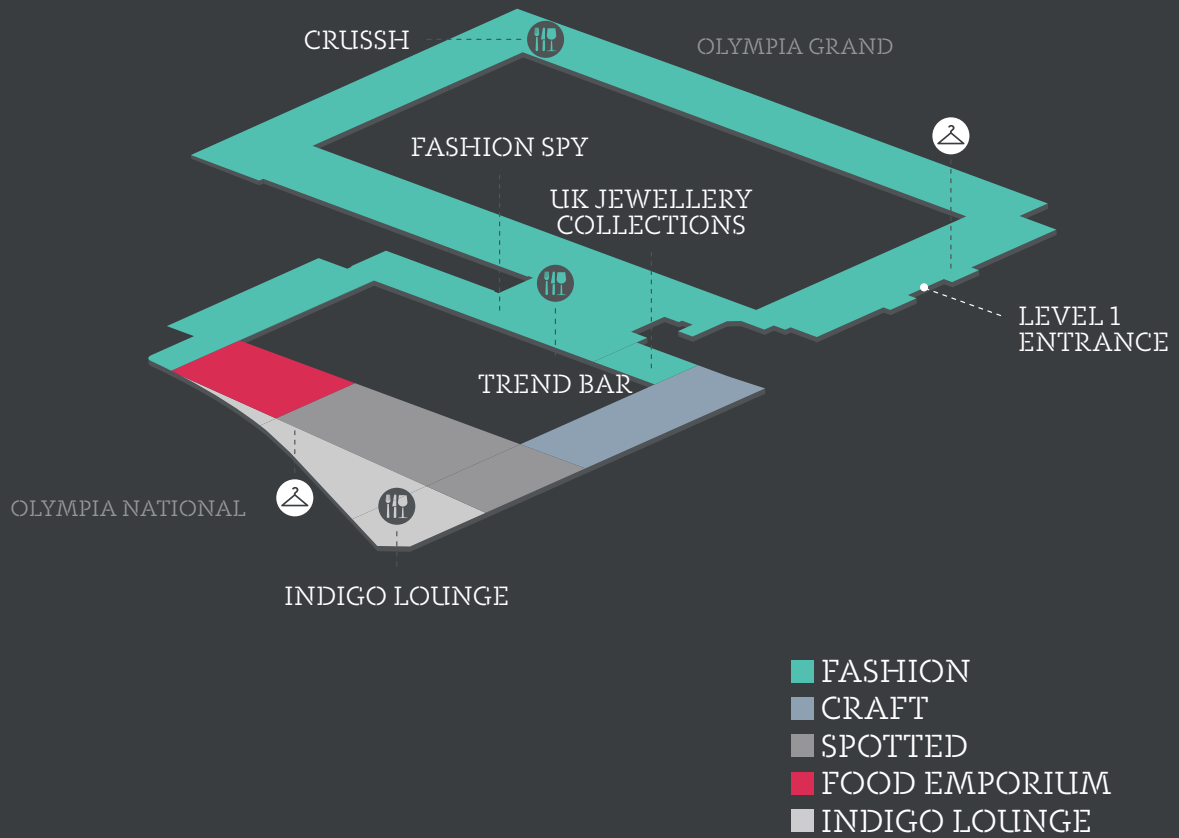 CRUSSH
OLYMPIA GRAND
FASHION SPY
UK JEWELLERY
COLLECTIONS
LEVEL 1
ENTRANCE
TREND BAR
OLYMPIA NATIONAL
INDIGO LOUNGE
FASHION
CRAFT
SPOTTED
FOOD EMPORIUM
INDIGO LOUNGE